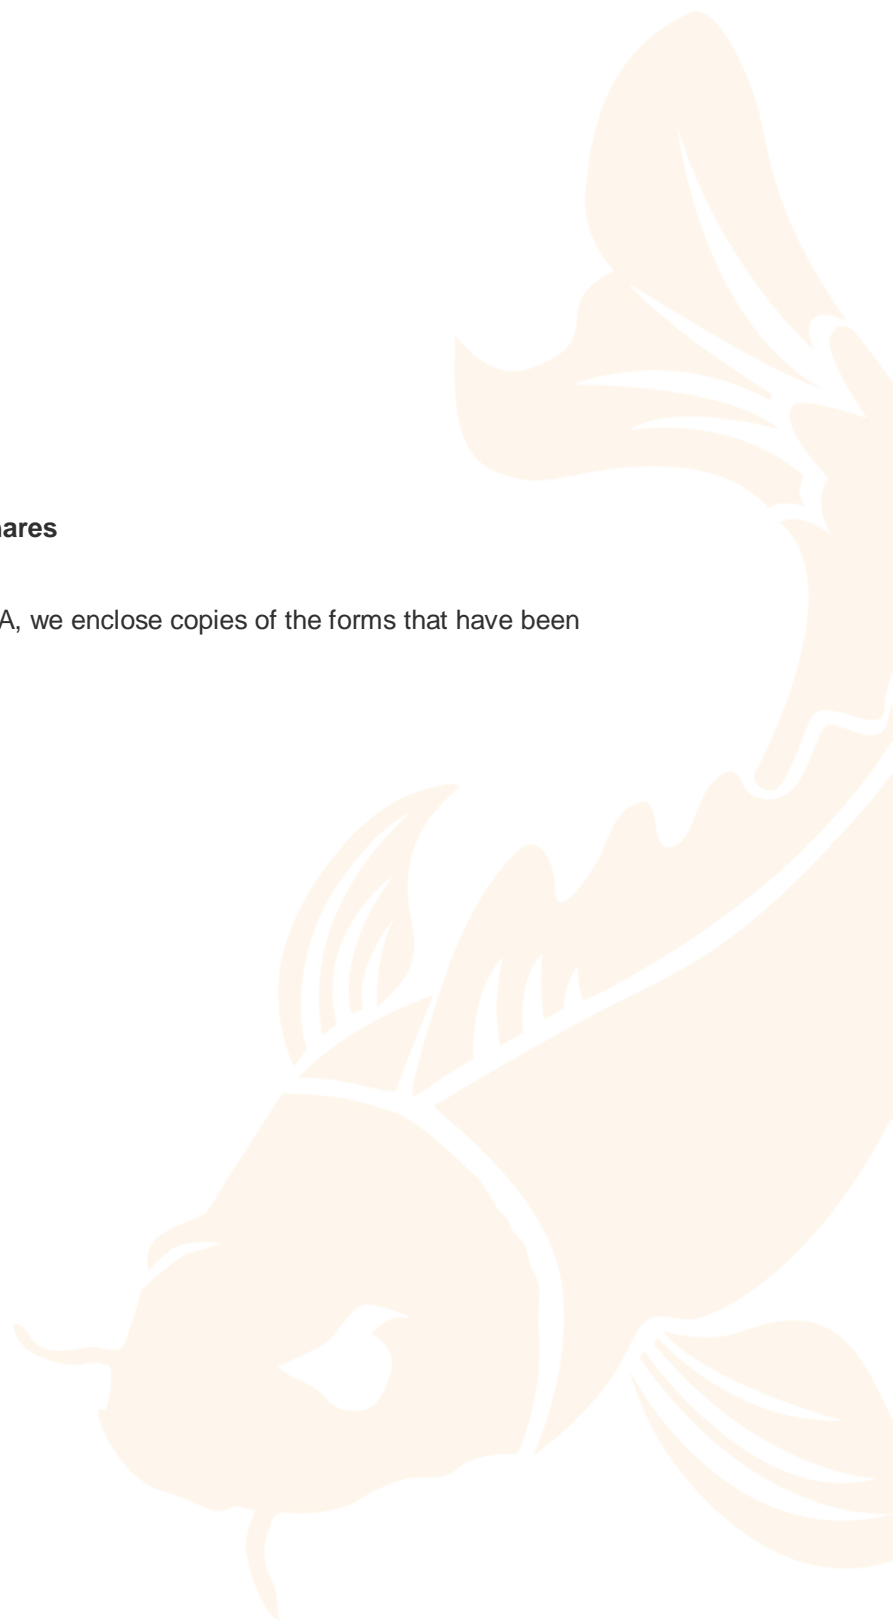 ares
A, we enclose copies of the forms that have been